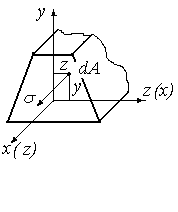 y
z dA
σ y z(x)
x(z)